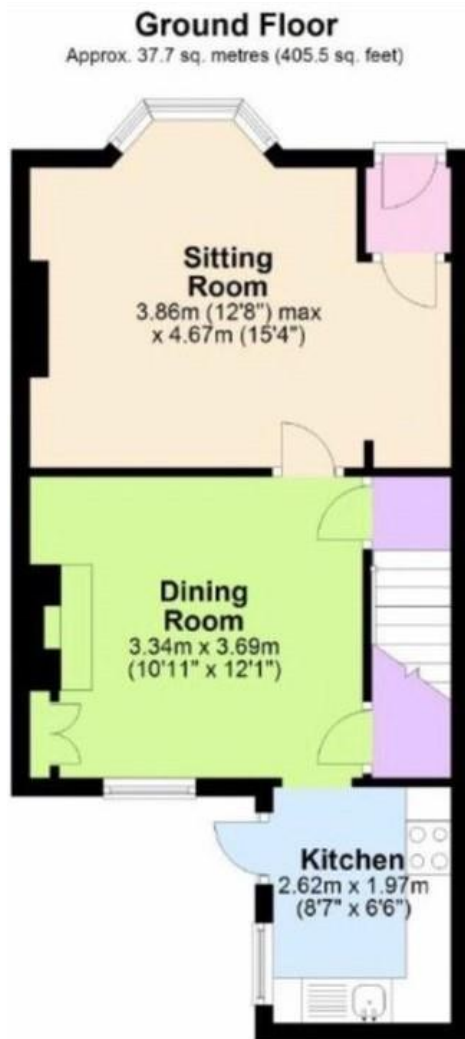 Ground Floor
Approx. 37.7 sq. metres (405.5 sq. feet)
Sitting
Room
3.86m (12'8") max
x 4.67m (15'4")
Dining
Room
3.34m x 3.69m
(10'11" x 12'1")
Kitchen
2.62m x 1.97m
(8'7" x 6'6")